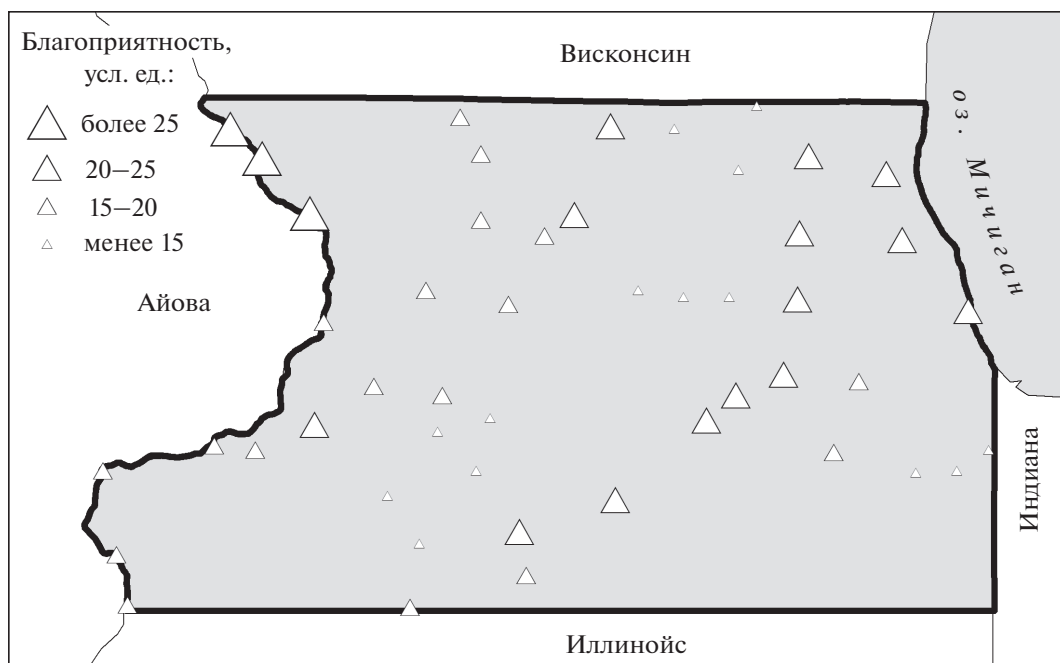 Благоприятность,
усл. ед.:
более 25
20–25
15–20
менее 15
Висконсин
оз. Мичиган
Айова
Индиана
Иллинойс